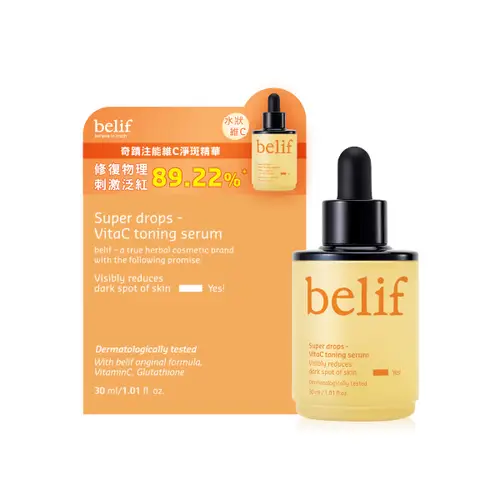 belif
水狀
維C
奇蹟注能維C淨斑精華
修復物理
刺激泛紅 89.22%*
Super drops -
VitaC toning serum
belif - a true herbal cosmetic brand
with the following promise.
Visibly reduces
dark spot of skin Yes!
Dermatologically tested
With belif original formula,
VitaminC, Glutathione
30 ml/1.01 fl. oz.
belif
belif
Super drops -
VitaC toning serum
Visibly reduces
dark spot of skin Yes!
Dermatologically tested
30 ml/1.01 fl.oz.